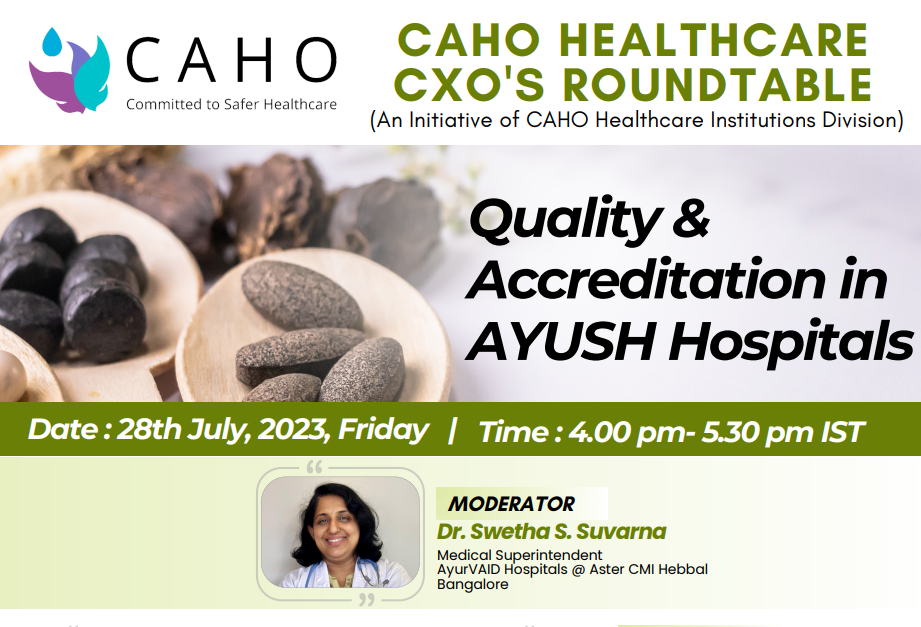 CAHO
Committed to Safer Healthcare
CAHO HEALTHCARE
CXO'S ROUNDTABLE
(An Initiative of CAHO Healthcare Institutions Division)
Quality &
Accreditation in
AYUSH Hospitals
Date : 28th July, 2023, Friday | Time : 4.00 pm- 5.30 pm IST
MODERATOR
Dr. Swetha S. Suvarna
Medical Superintendent
AyurVAID Hospitals @ Aster CMI Hebbal
Bangalore